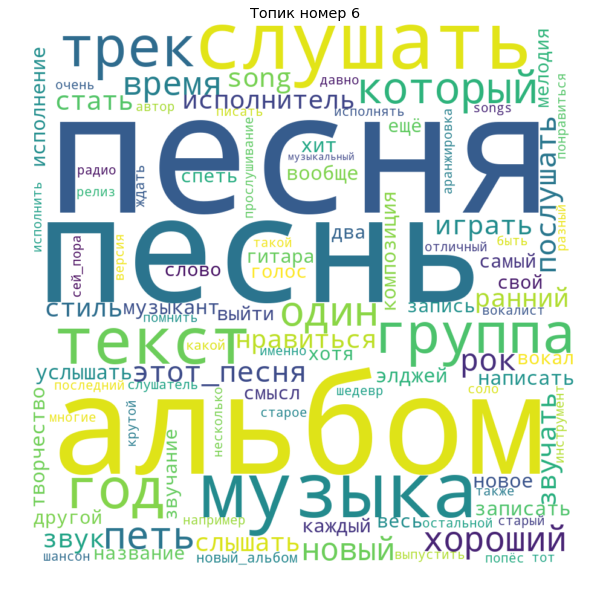 Топик номер 6
трек
слушать
исполнение
очень
время
song
давно
который
мелодия
понравиться
стать
автор
исполнитель
писать
исполнять
songs
ещё
аранжировка
прослушивание
хит
музыкальный
песня
радио
релиз
ждать
спеть
вообще
послушать
исполнить
песнь
сей_пора
версия
слово
такой
гитара
голос
два
композиция
играть
отличный
быть
самый
разный
свой
стиль
музыкант
помнить
выйти
один
запись
ранний
вокалист
текст
какой
нравиться
именно
хотя
группа
рок
вокал
услышать
этот_песня
последний
слушатель
смысл
элджей
написать
соло
инструмент
творчество
многие
крутой
несколько
старое
шедевр
альбом
звучать
год
звучание
музыка
новое
также
записать
другой
например
каждый
весь
остальной
старый
звук
петь
слышать
новый
хороший
шансон
название
новый_альбом
выпустить
попёс
тот